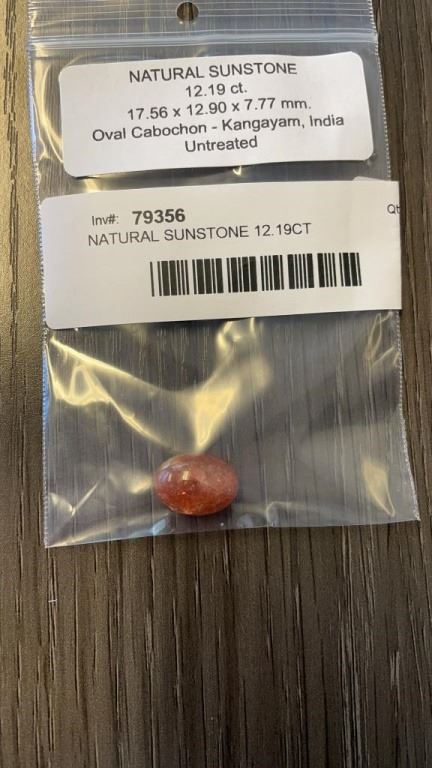 NATURAL SUNSTONE
12.19 ct.
17.56 x 12.90 x 7.77 mm.
Oval Cabochon - Kangayam, India
Untreated
Inv#: 79356 Qt
NATURAL SUNSTONE 12.19CT